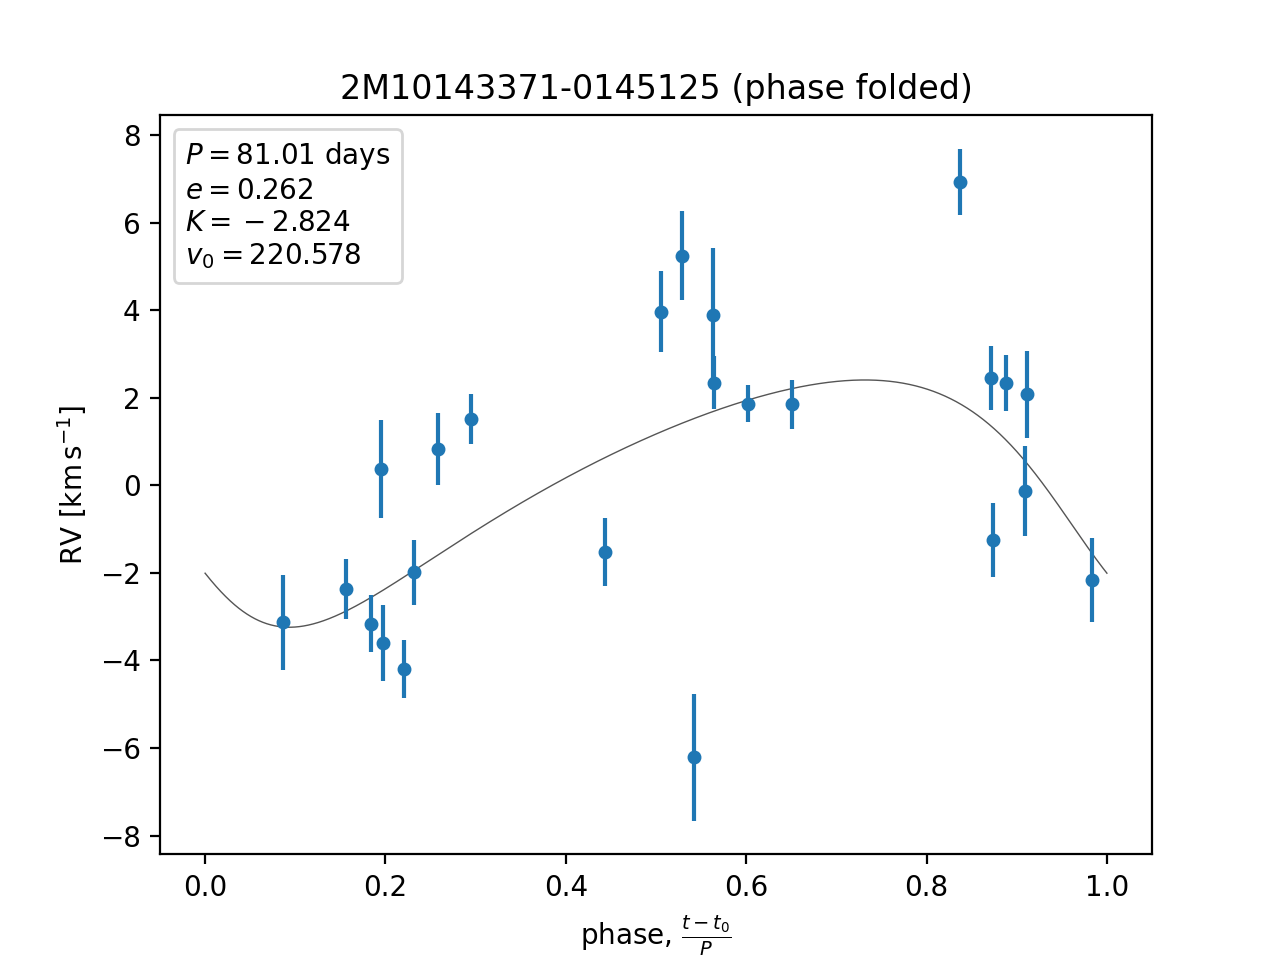 2M10143371-0145125 (phase folded)
P = 81.01 days
e = 0.262
K = −2.824
v₀ = 220.578
8
6
4
2
0
−2
−4
−6
−8
RV [km s⁻¹]
0.0 0.2 0.4 0.6 0.8 1.0
phase, (t − t₀)/P